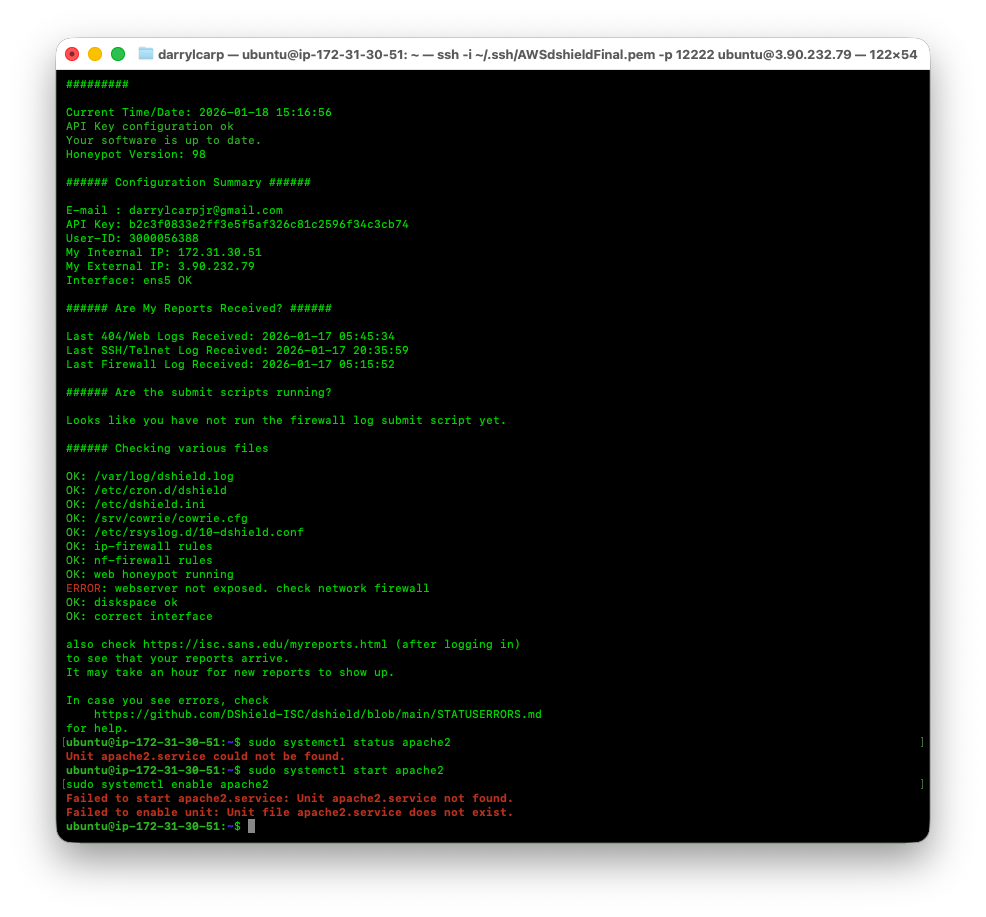 darrylcarp — ubuntu@ip-172-31-30-51: ~ — ssh -i ~/.ssh/AWSdshieldFinal.pem -p 12222 ubuntu@3.90.232.79 — 122×54
#########
Current Time/Date: 2026-01-18 15:16:56
API Key configuration ok
Your software is up to date.
Honeypot Version: 98
###### Configuration Summary ######
E-mail : darrylcarpjr@gmail.com
API Key: b2c3f0833e2ff3e5f5af326c81c2596f34c3cb74
User-ID: 3000056388
My Internal IP: 172.31.30.51
My External IP: 3.90.232.79
Interface: ens5 OK
###### Are My Reports Received? ######
Last 404/Web Logs Received: 2026-01-17 05:45:34
Last SSH/Telnet Log Received: 2026-01-17 20:35:59
Last Firewall Log Received: 2026-01-17 05:15:52
###### Are the submit scripts running?
Looks like you have not run the firewall log submit script yet.
###### Checking various files
OK: /var/log/dshield.log
OK: /etc/cron.d/dshield
OK: /etc/dshield.ini
OK: /srv/cowrie/cowrie.cfg
OK: /etc/rsyslog.d/10-dshield.conf
OK: ip-firewall rules
OK: nf-firewall rules
OK: web honeypot running
ERROR: webserver not exposed. check network firewall
OK: diskspace ok
OK: correct interface
also check https://isc.sans.edu/myreports.html (after logging in)
to see that your reports arrive.
It may take an hour for new reports to show up.
In case you see errors, check
https://github.com/DShield-ISC/dshield/blob/main/STATUSERRORS.md
for help.
[ubuntu@ip-172-31-30-51:~$ sudo systemctl status apache2 ]
Unit apache2.service could not be found.
ubuntu@ip-172-31-30-51:~$ sudo systemctl start apache2
[sudo systemctl enable apache2 ]
Failed to start apache2.service: Unit apache2.service not found.
Failed to enable unit: Unit file apache2.service does not exist.
ubuntu@ip-172-31-30-51:~$